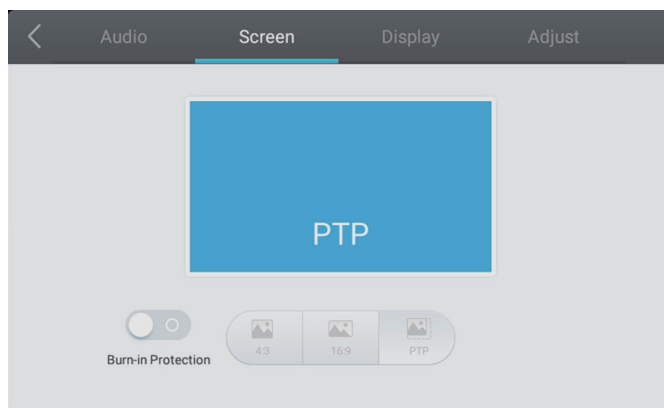 Audio Screen Display Adjust
PTP
4:3 16:9 PTP
Burn-in Protection